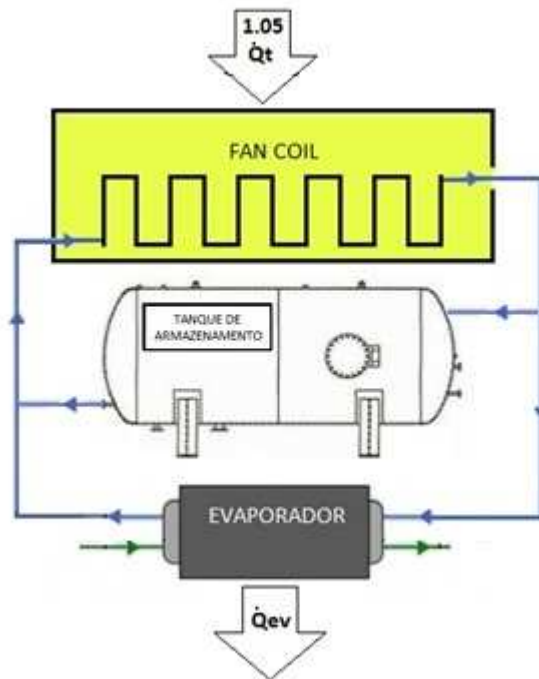 1.05
Q̇t
FAN COIL
TANQUE DE
ARMAZENAMENTO
EVAPORADOR
Q̇ev